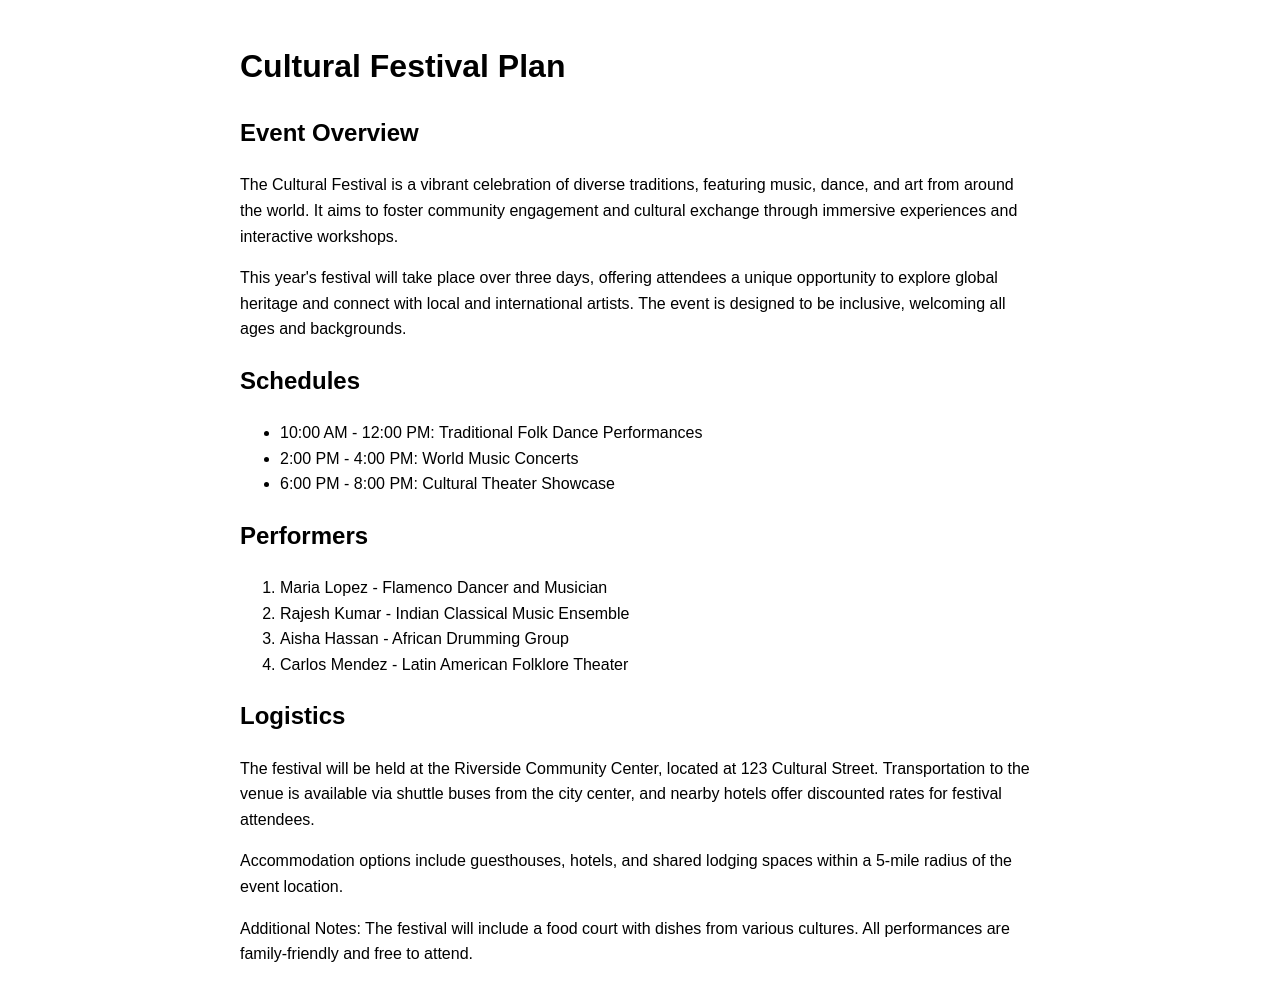 Cultural Festival Plan
Event Overview
The Cultural Festival is a vibrant celebration of diverse traditions, featuring music, dance, and art from around
the world. It aims to foster community engagement and cultural exchange through immersive experiences and
interactive workshops.
This year's festival will take place over three days, offering attendees a unique opportunity to explore global
heritage and connect with local and international artists. The event is designed to be inclusive, welcoming all
ages and backgrounds.
Schedules
• 10:00 AM - 12:00 PM: Traditional Folk Dance Performances
• 2:00 PM - 4:00 PM: World Music Concerts
• 6:00 PM - 8:00 PM: Cultural Theater Showcase
Performers
1. Maria Lopez - Flamenco Dancer and Musician
2. Rajesh Kumar - Indian Classical Music Ensemble
3. Aisha Hassan - African Drumming Group
4. Carlos Mendez - Latin American Folklore Theater
Logistics
The festival will be held at the Riverside Community Center, located at 123 Cultural Street. Transportation to the
venue is available via shuttle buses from the city center, and nearby hotels offer discounted rates for festival
attendees.
Accommodation options include guesthouses, hotels, and shared lodging spaces within a 5-mile radius of the
event location.
Additional Notes: The festival will include a food court with dishes from various cultures. All performances are
family-friendly and free to attend.